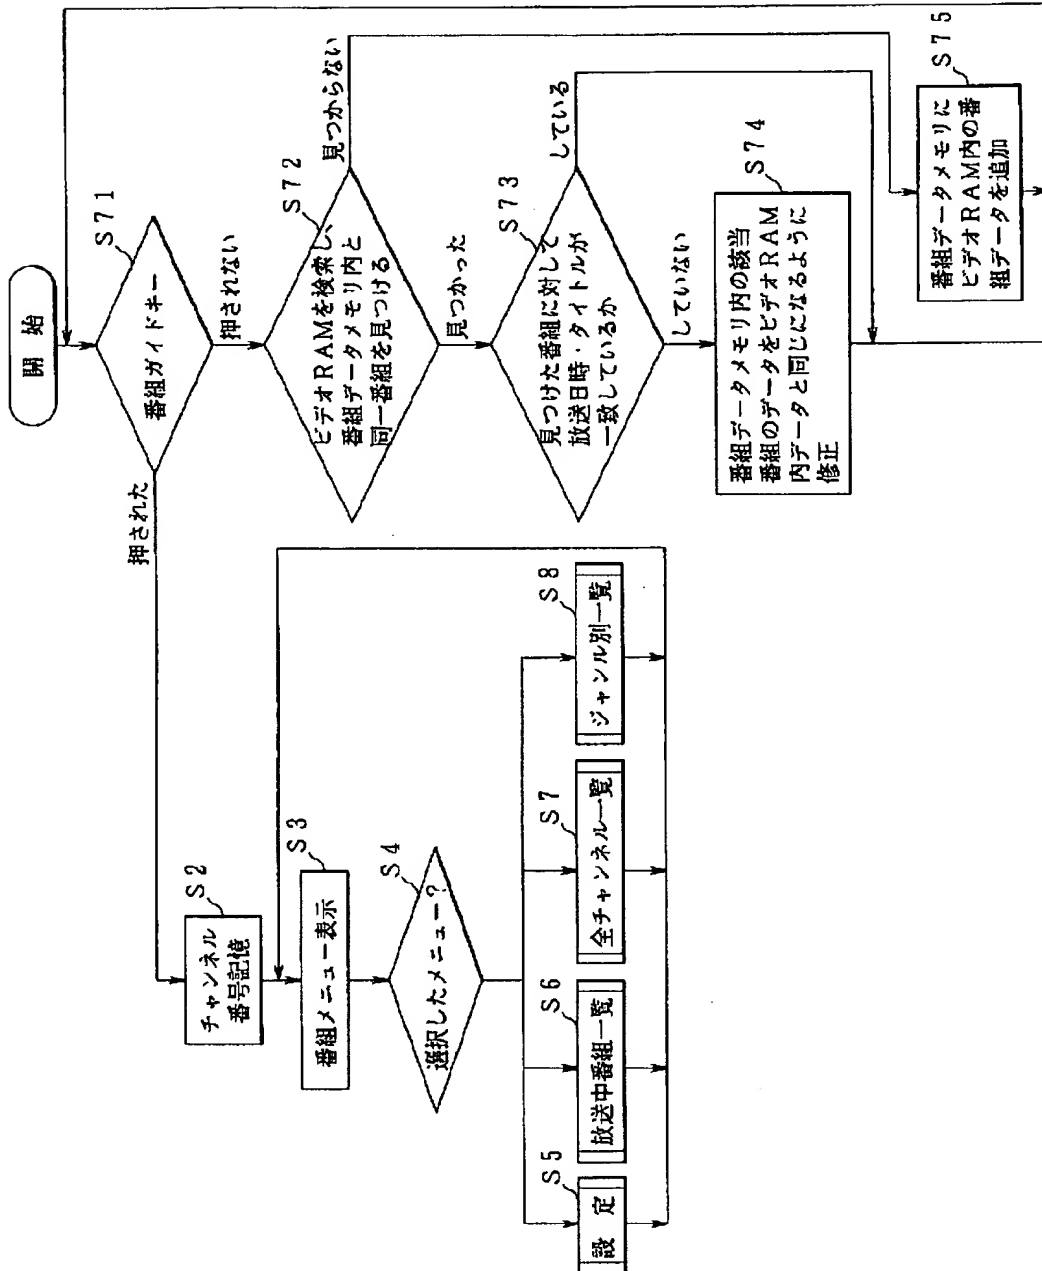 開 始
S71
番組ガイドキー
押された
押されない
S2
チャンネル
番号記憶
S3
番組メニュー表示
S4
選択したメニュー?
S5
設 定
S6
放送中番組一覧
S7
全チャンネル一覧
S8
ジャンル別一覧
S72
ビデオRAMを検索し、
番組データメモリ内と
同一番組を見つける
見つからない
見つかった
S73
見つけた番組に対して
放送日時・タイトルが
一致しているか
している
していない
S74
番組データメモリ内の該当
番組のデータをビデオRAM
内データと同じになるように
修正
S75
番組データメモリに
ビデオRAM内の番
組データを追加